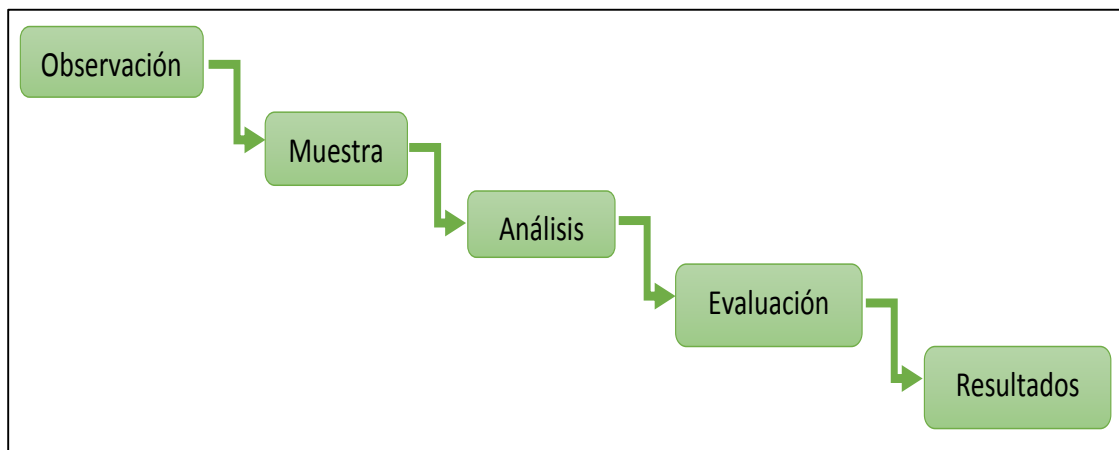 Observación
Muestra
Análisis
Evaluación
Resultados